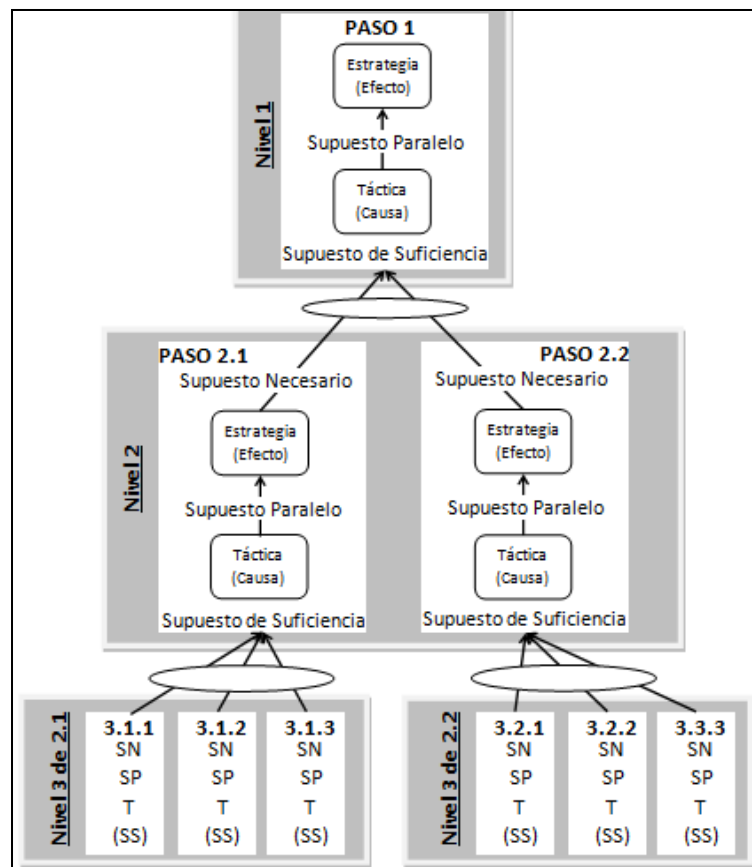 PASO 1
Nivel 1
Estrategia
(Efecto)
Supuesto Paralelo
Táctica
(Causa)
Supuesto de Suficiencia
Nivel 2
PASO 2.1
Supuesto Necesario
Estrategia
(Efecto)
Supuesto Paralelo
Táctica
(Causa)
Supuesto de Suficiencia
PASO 2.2
Supuesto Necesario
Estrategia
(Efecto)
Supuesto Paralelo
Táctica
(Causa)
Supuesto de Suficiencia
Nivel 3 de 2.1
3.1.1
SN
SP
T
(SS)
3.1.2
SN
SP
T
(SS)
3.1.3
SN
SP
T
(SS)
Nivel 3 de 2.2
3.2.1
SN
SP
T
(SS)
3.2.2
SN
SP
T
(SS)
3.3.3
SN
SP
T
(SS)